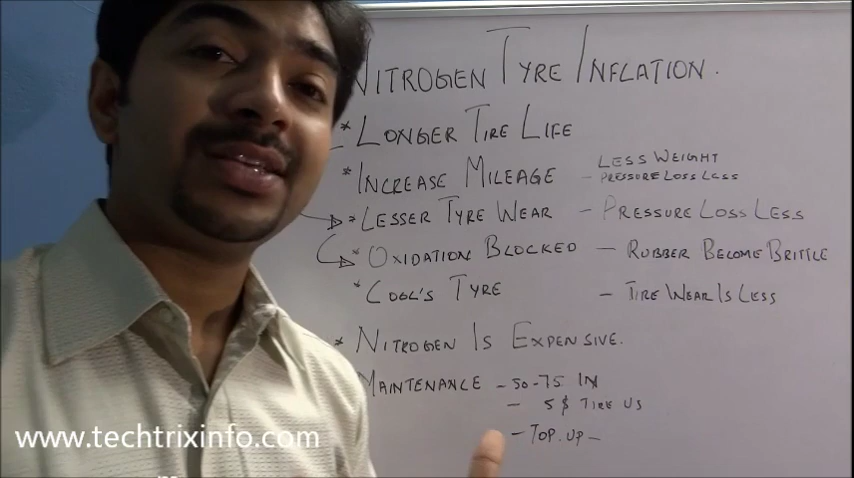 NITROGEN TYRE INFLATION.
* LONGER TIRE LIFE
* INCREASE MILEAGE - LESS WEIGHT
- PRESSURE LOSS LESS
* LESSER TYRE WEAR - PRESSURE LOSS LESS
* OXIDATION BLOCKED - RUBBER BECOME BRITTLE
* COOL'S TYRE - TIRE WEAR IS LESS
* NITROGEN IS EXPENSIVE.
MAINTENANCE - 50-75 IN
- 5$ TIRE US
- TOP.UP -
www.techtrixinfo.com